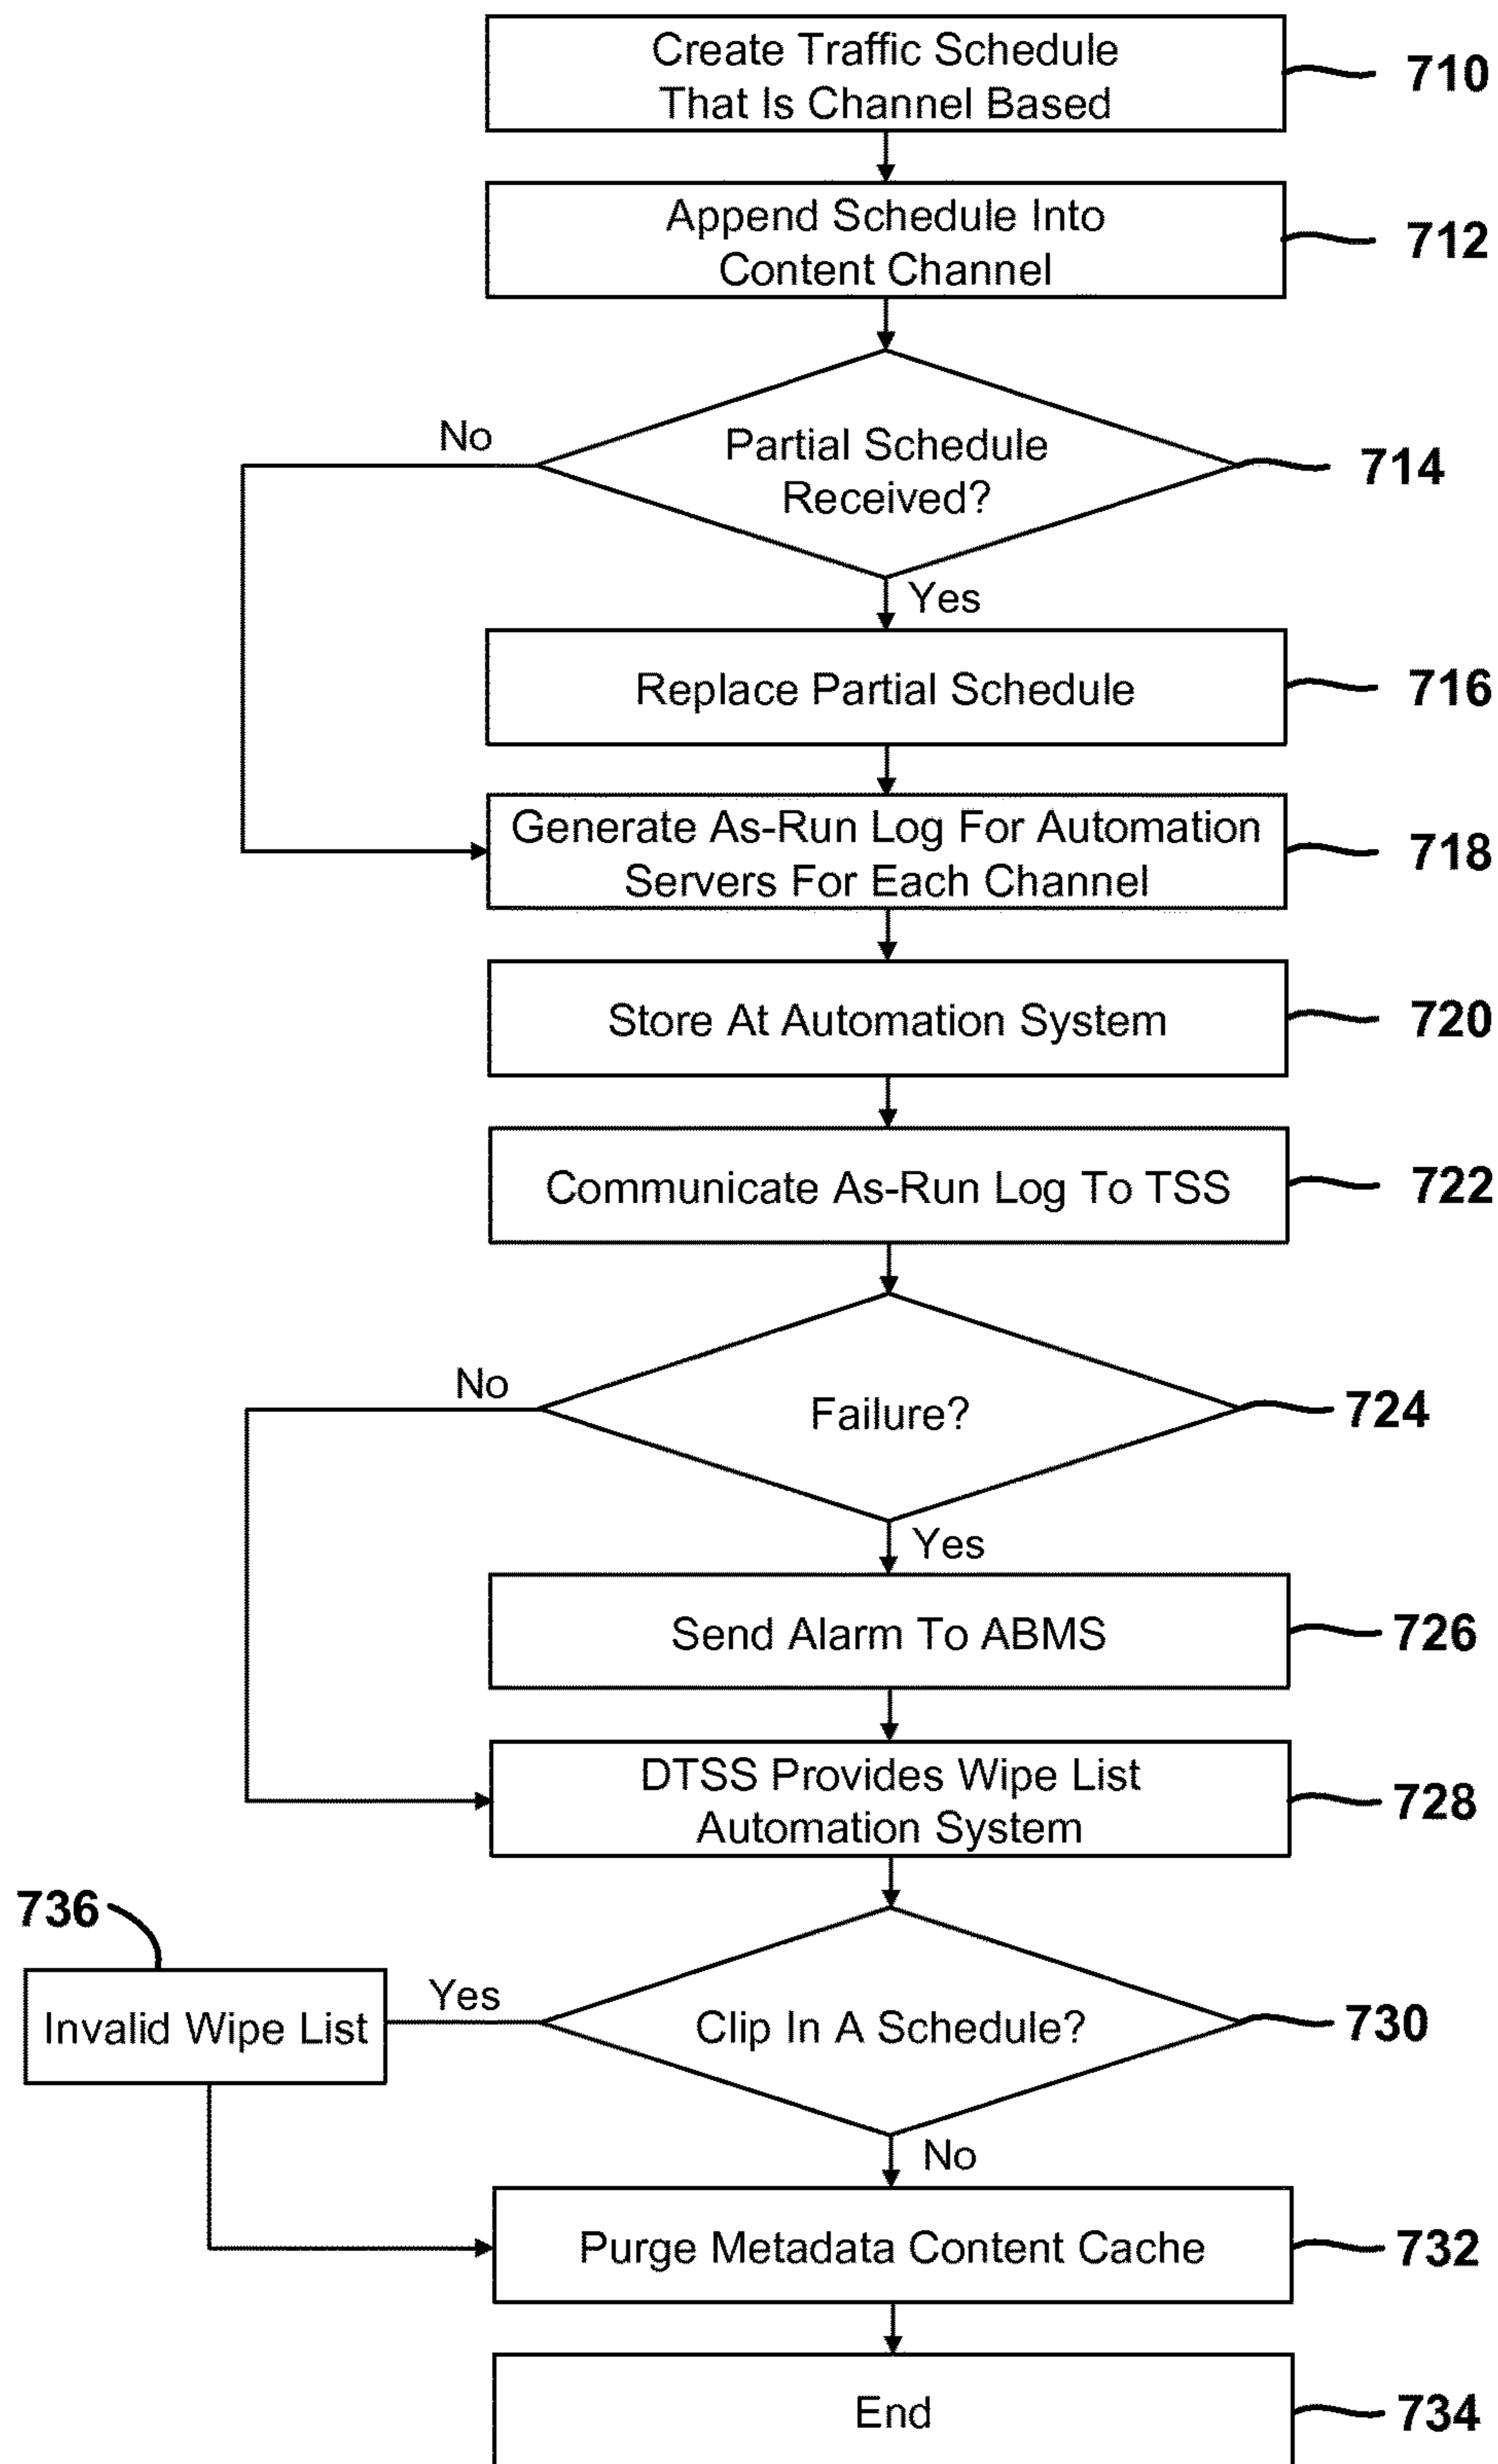 Create Traffic Schedule
That Is Channel Based
710
Append Schedule Into
Content Channel
712
No
Partial Schedule
Received?
714
Yes
Replace Partial Schedule
716
Generate As-Run Log For Automation
Servers For Each Channel
718
Store At Automation System
720
Communicate As-Run Log To TSS
722
No
Failure?
724
Yes
Send Alarm To ABMS
726
DTSS Provides Wipe List
Automation System
728
736
Invalid Wipe List
Yes
Clip In A Schedule?
730
No
Purge Metadata Content Cache
732
End
734